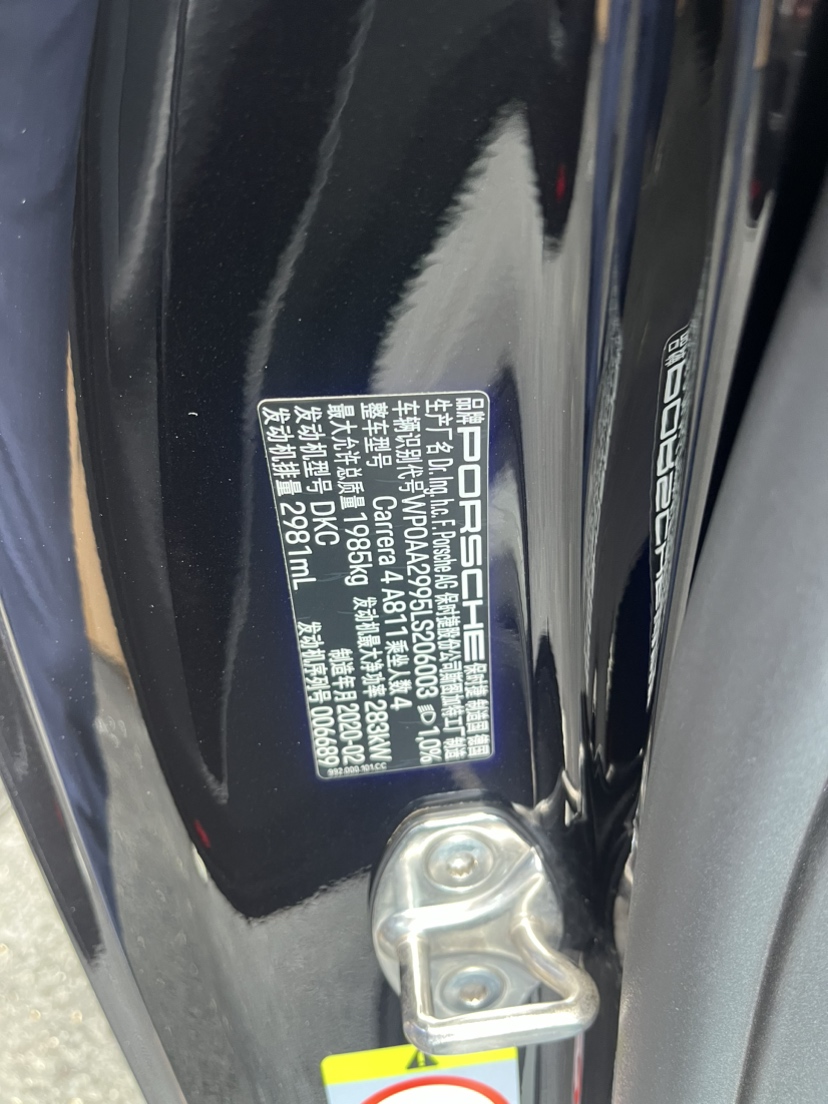 品牌 PORSCHE 保时捷 制造国 德国
生产厂名 Dr. Ing. h.c. F. Porsche AG 保时捷股份公司斯图加特工厂 制造
车辆识别代号 WP0AA2995LS206003 1,0%
整车型号 Carrera 4 A811 乘坐人数 4
最大允许总质量 1985kg 发动机最大净功率 283kW
发动机型号 DKC 制造年月 2020-02
发动机排量 2981mL 发动机序列号 006689
992.000.101.CC